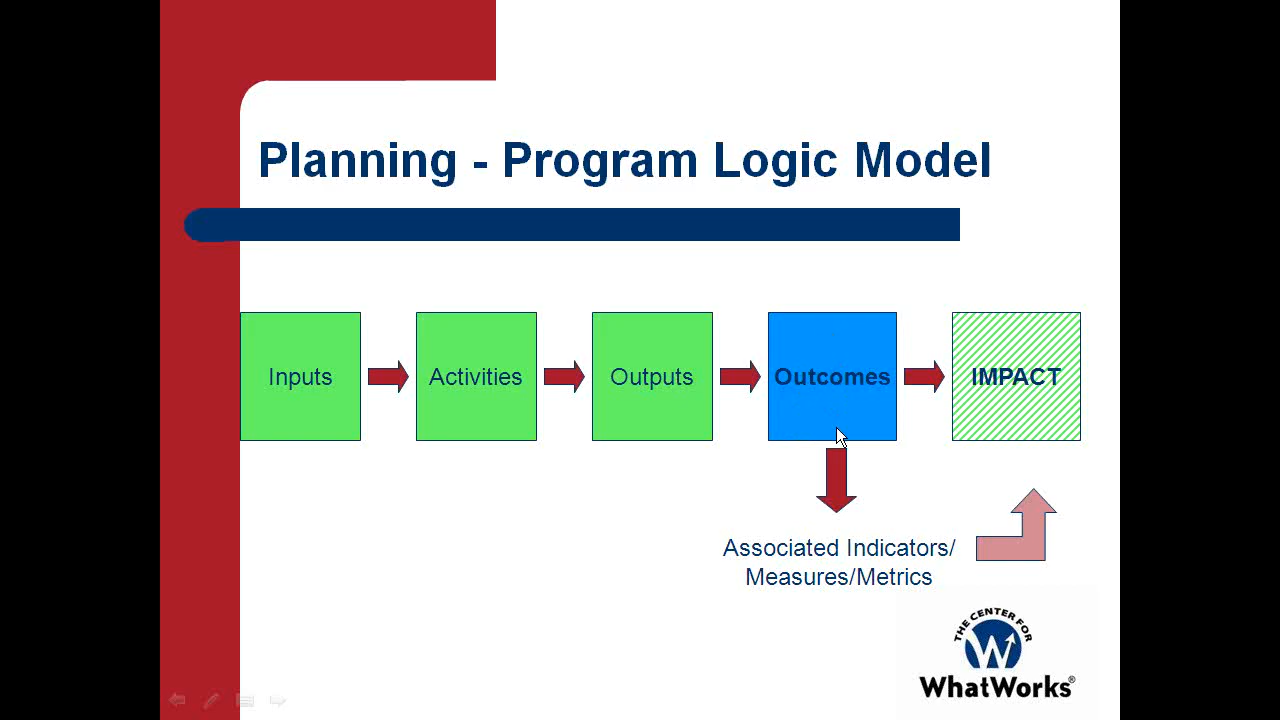 Planning - Program Logic Model
Inputs
Activities
Outputs
Outcomes
IMPACT
Associated Indicators/
Measures/Metrics
THE CENTER FOR
W
WhatWorks®